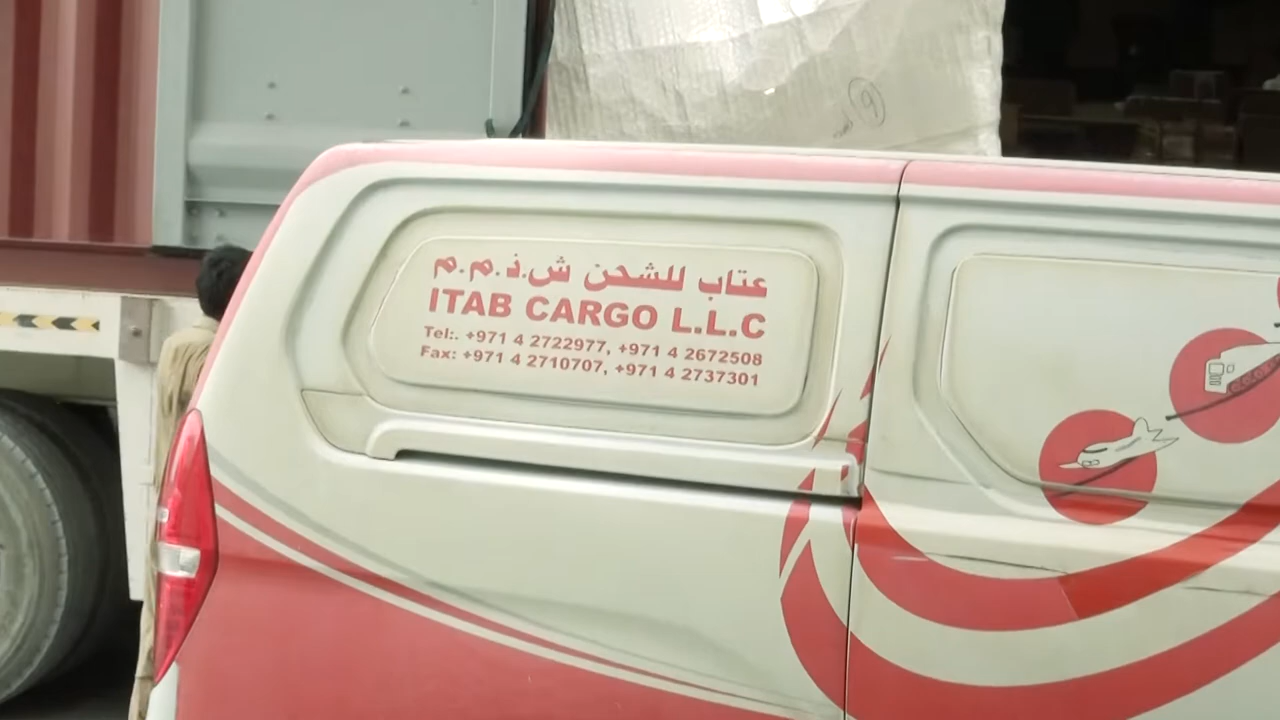 عتاب للشحن ش.ذ.م.م
ITAB CARGO L.L.C
Tel:. +971 4 2722977, +971 4 2672508
Fax: +971 4 2710707, +971 4 2737301